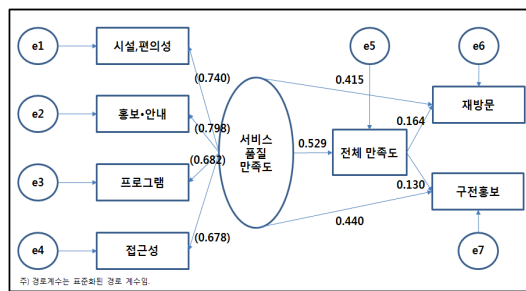 e1
시설,편의성
e5
e6
(0.740)
0.415
재방문
e2
홍보•안내
(0.798)
서비스
품질
만족도
0.529
전체 만족도
0.164
(0.682)
e3
프로그램
0.130
구전홍보
(0.678)
0.440
e4
접근성
e7
주) 경로계수는 표준화된 경로 계수임.